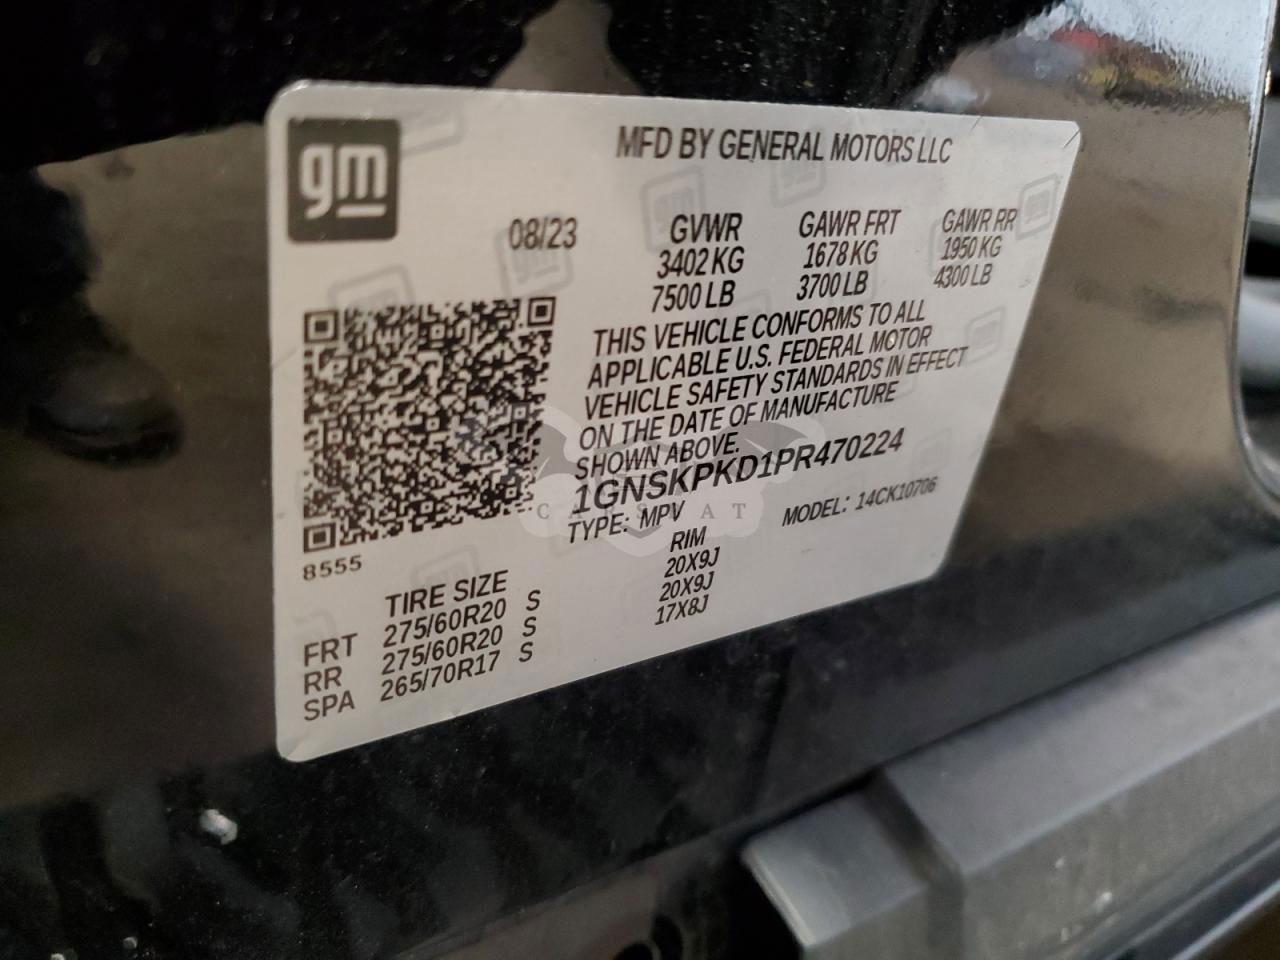 gm
MFD BY GENERAL MOTORS LLC
08/23
GVWR GAWR FRT GAWR RR
3402 KG 1678 KG 1950 KG
7500 LB 3700 LB 4300 LB
THIS VEHICLE CONFORMS TO ALL
APPLICABLE U.S. FEDERAL MOTOR
VEHICLE SAFETY STANDARDS IN EFFECT
ON THE DATE OF MANUFACTURE
SHOWN ABOVE.
1GNSKPKD1PR470224
TYPE: MPV MODEL: 14CK10706
8555
TIRE SIZE RIM
FRT 275/60R20 S 20X9J
RR 275/60R20 S 20X9J
SPA 265/70R17 S 17X8J